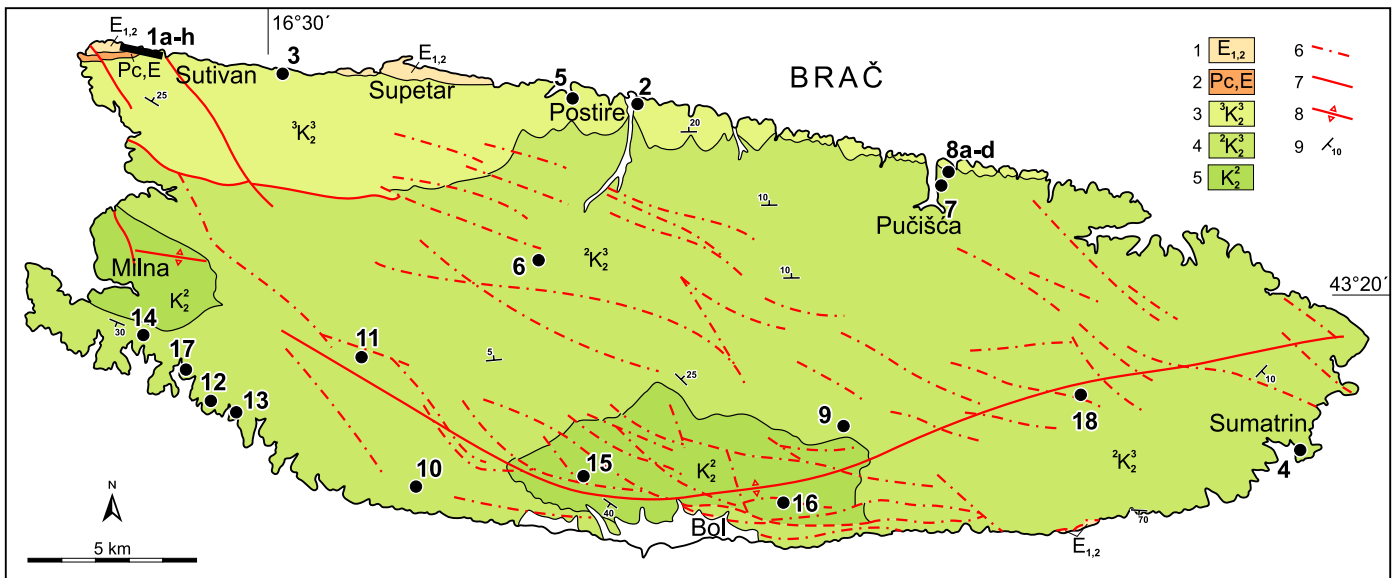 16°30′
E1,2
1a-h
Pc,E
Sutivan
3
E1,2
Supetar
5
2
Postire
BRAČ
25
20
³K₂³
8a-d
7
Pučišća
10
²K₂³
6
10
43°20′
Milna
K₂²
30
14
17
12
13
11
5
25
9
18
10
Sumatrin
4
²K₂³
10
15
K₂²
16
40
Bol
70
E1,2
N
5 km
1 E1,2
2 Pc,E
3 ³K₂³
4 ²K₂³
5 K₂²
6
7
8
9 10